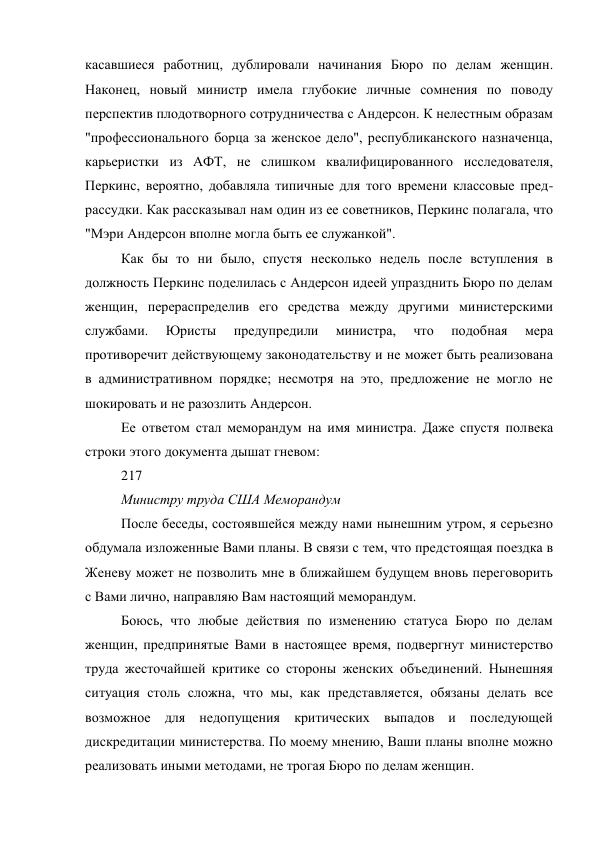 касавшиеся работниц, дублировали начинания Бюро по делам женщин.
Наконец, новый министр имела глубокие личные сомнения по поводу
перспектив плодотворного сотрудничества с Андерсон. К нелестным образам
"профессионального борца за женское дело", республиканского назначенца,
карьеристки из АФТ, не слишком квалифицированного исследователя,
Перкинс, вероятно, добавляла типичные для того времени классовые пред-
рассудки. Как рассказывал нам один из ее советников, Перкинс полагала, что
"Мэри Андерсон вполне могла быть ее служанкой".
Как бы то ни было, спустя несколько недель после вступления в
должность Перкинс поделилась с Андерсон идеей упразднить Бюро по делам
женщин, перераспределив его средства между другими министерскими
службами. Юристы предупредили министра, что подобная мера
противоречит действующему законодательству и не может быть реализована
в административном порядке; несмотря на это, предложение не могло не
шокировать и не разозлить Андерсон.
Ее ответом стал меморандум на имя министра. Даже спустя полвека
строки этого документа дышат гневом:
217
Министру труда США Меморандум
После беседы, состоявшейся между нами нынешним утром, я серьезно
обдумала изложенные Вами планы. В связи с тем, что предстоящая поездка в
Женеву может не позволить мне в ближайшем будущем вновь переговорить
с Вами лично, направляю Вам настоящий меморандум.
Боюсь, что любые действия по изменению статуса Бюро по делам
женщин, предпринятые Вами в настоящее время, подвергнут министерство
труда жесточайшей критике со стороны женских объединений. Нынешняя
ситуация столь сложна, что мы, как представляется, обязаны делать все
возможное для недопущения критических выпадов и последующей
дискредитации министерства. По моему мнению, Ваши планы вполне можно
реализовать иными методами, не трогая Бюро по делам женщин.